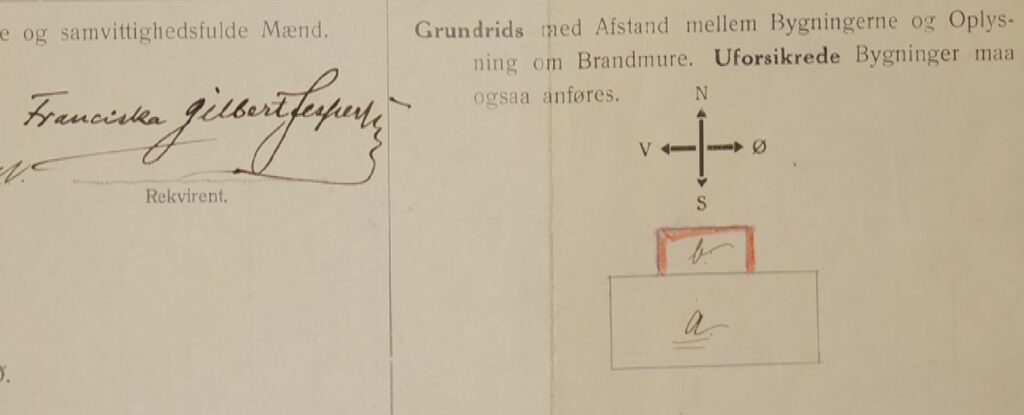 e og samvittighedsfulde Mænd.
Franciska Gilbert Jespersen
Rekvirent.
Grundrids med Afstand mellem Bygningerne og Oplys-
ning om Brandmure. Uforsikrede Bygninger maa
ogsaa anføres.
N
V Ø
S
b.
a.
Ø.